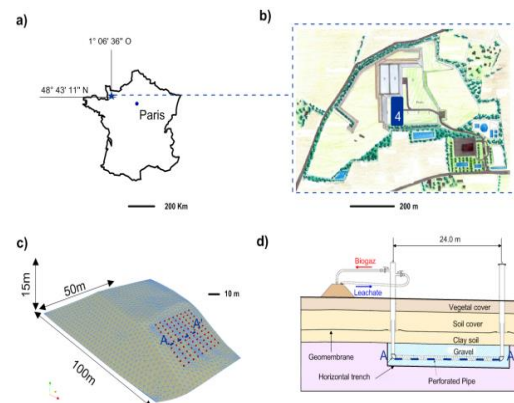 a)
1° 06' 36" O
48° 43' 11" N
Paris
200 Km
b)
4
200 m
c)
15m
50m
10 m
A
A'
100m
d)
24.0 m
Biogaz
Leachate
Vegetal cover
Soil cover
Clay soil
Geomembrane
Gravel
A
A'
Horizontal trench
Perforated Pipe